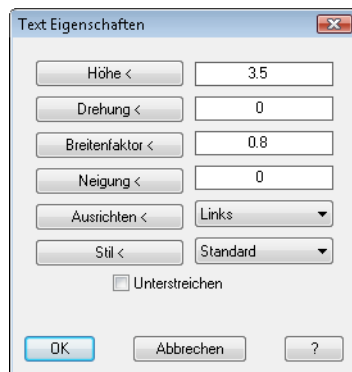 Text Eigenschaften
Höhe < 3.5
Drehung < 0
Breitenfaktor < 0.8
Neigung < 0
Ausrichten < Links
Stil < Standard
Unterstreichen
OK Abbrechen ?